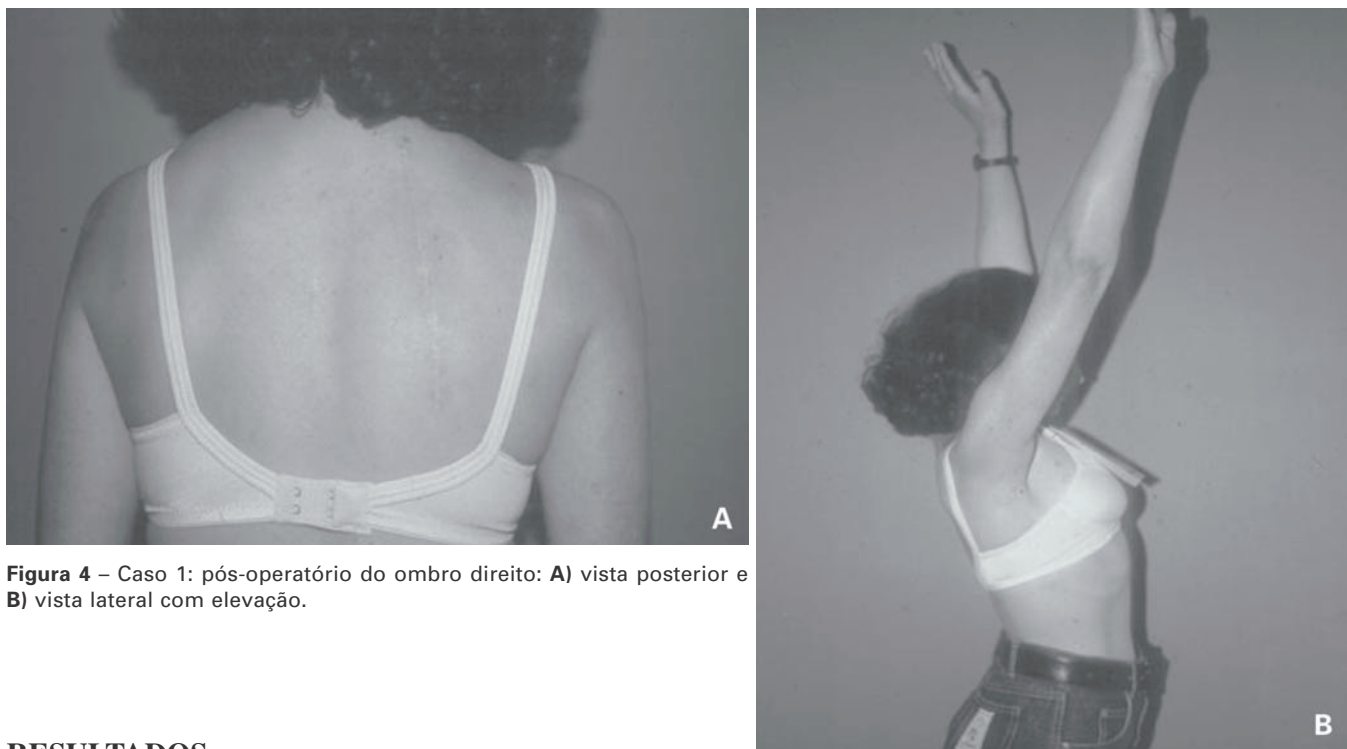 A
Figura 4 – Caso 1: pós-operatório do ombro direito: A) vista posterior e
B) vista lateral com elevação.
B
RESULTADOS